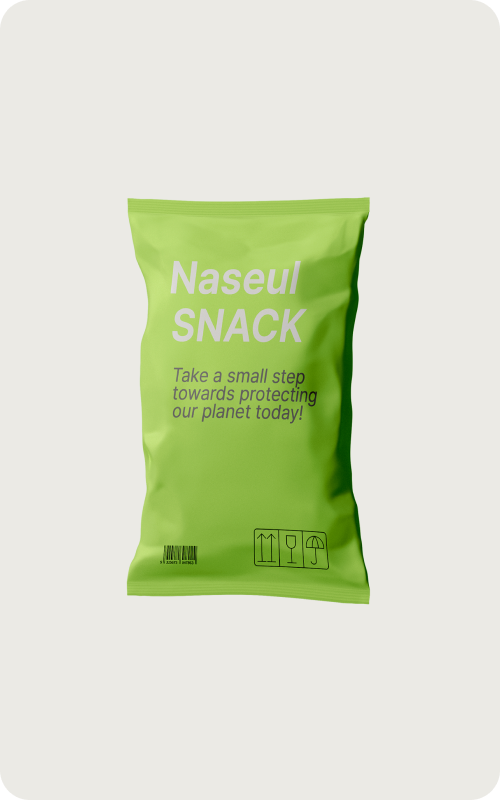 Naseul
SNACK
Take a small step
towards protecting
our planet today!